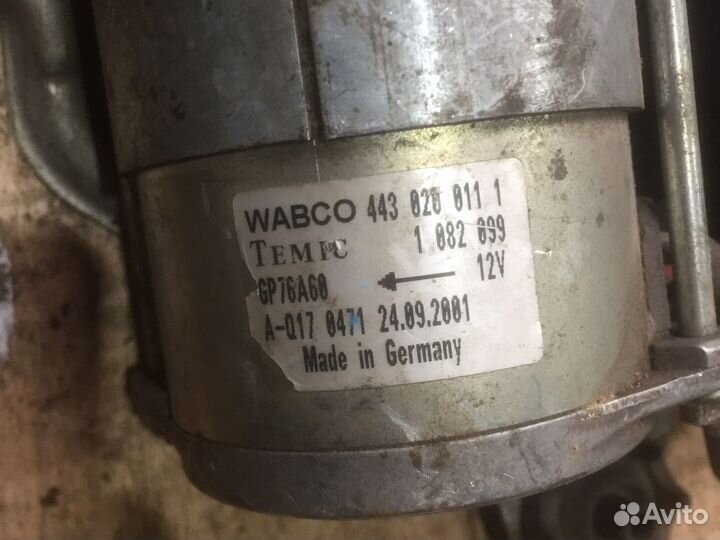 WABCO 443 020 011 1
TEMIC 1 082 099
GP76A60 12V
A-Q17 0471 24.09.2001
Made in Germany
Avito